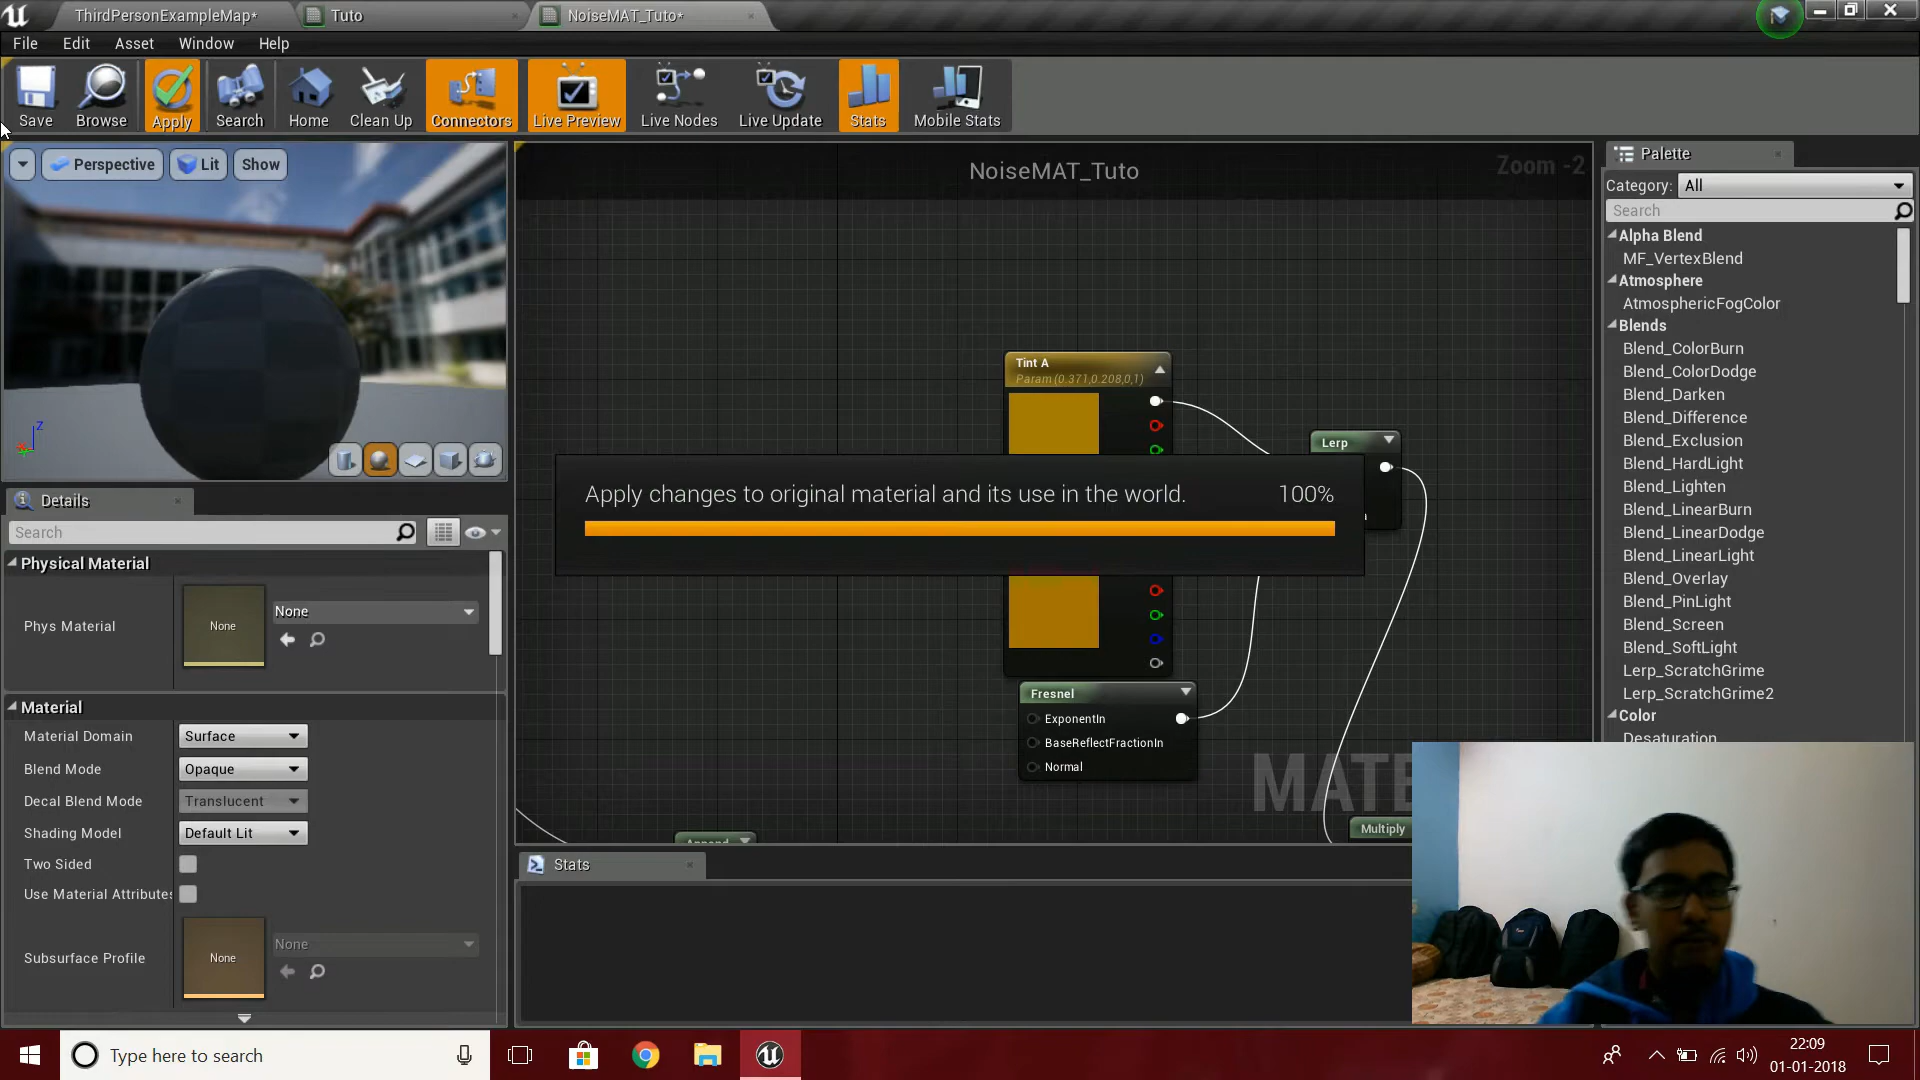 ThirdPersonExampleMap*
Tuto
NoiseMAT_Tuto*
File
Edit
Asset
Window
Help
Save
Browse
Apply
Search
Home
Clean Up
Connectors
Live Preview
Live Nodes
Live Update
Stats
Mobile Stats
Perspective
Lit
Show
NoiseMAT_Tuto
Zoom -2
Palette
Category:
All
Search
Alpha Blend
MF_VertexBlend
Atmosphere
AtmosphericFogColor
Blends
Blend_ColorBurn
Blend_ColorDodge
Blend_Darken
Blend_Difference
Blend_Exclusion
Blend_HardLight
Blend_Lighten
Blend_LinearBurn
Blend_LinearDodge
Blend_LinearLight
Blend_Overlay
Blend_PinLight
Blend_Screen
Blend_SoftLight
Lerp_ScratchGrime
Lerp_ScratchGrime2
Color
Desaturation
Z
Tint A
Param (0.371,0.208,0,1)
Lerp
Apply changes to original material and its use in the world.
100%
Fresnel
ExponentIn
BaseReflectFractionIn
Normal
MATE
Append
Multiply
Details
Search
Physical Material
Phys Material
None
None
Material
Material Domain
Surface
Blend Mode
Opaque
Decal Blend Mode
Translucent
Shading Model
Default Lit
Two Sided
Use Material Attributes
Subsurface Profile
None
None
Stats
Type here to search
22:09
01-01-2018